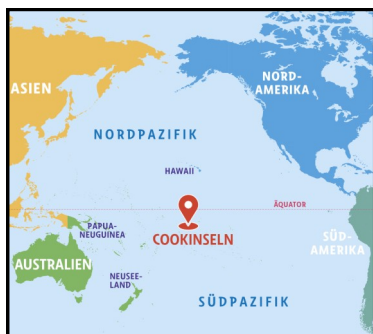 ASIEN
NORD-
AMERIKA
NORDPAZIFIK
HAWAII
ÄQUATOR
PAPUA-
NEUGUINEA
COOKINSELN
SÜD-
AMERIKA
AUSTRALIEN
NEUSEE-
LAND
SÜDPAZIFIK